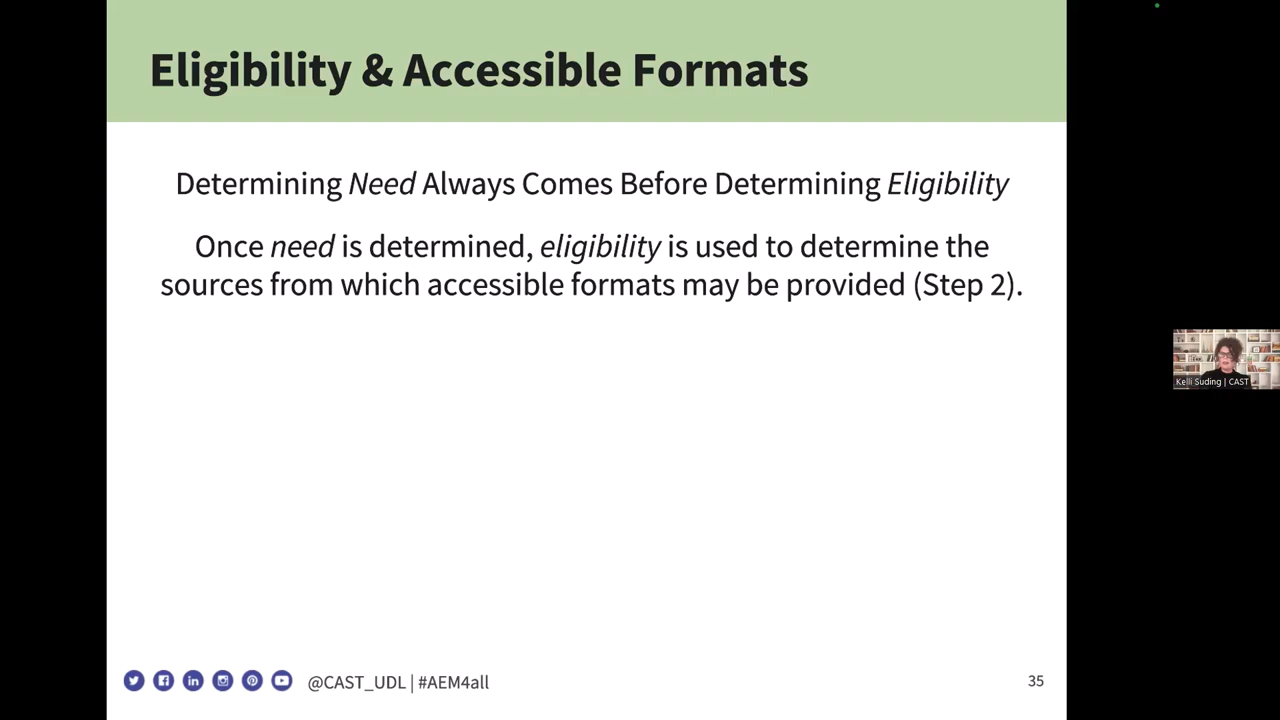 Eligibility & Accessible Formats
Determining Need Always Comes Before Determining Eligibility
Once need is determined, eligibility is used to determine the
sources from which accessible formats may be provided (Step 2).
Kelli Suding | CAST
@CAST_UDL | #AEM4all
35